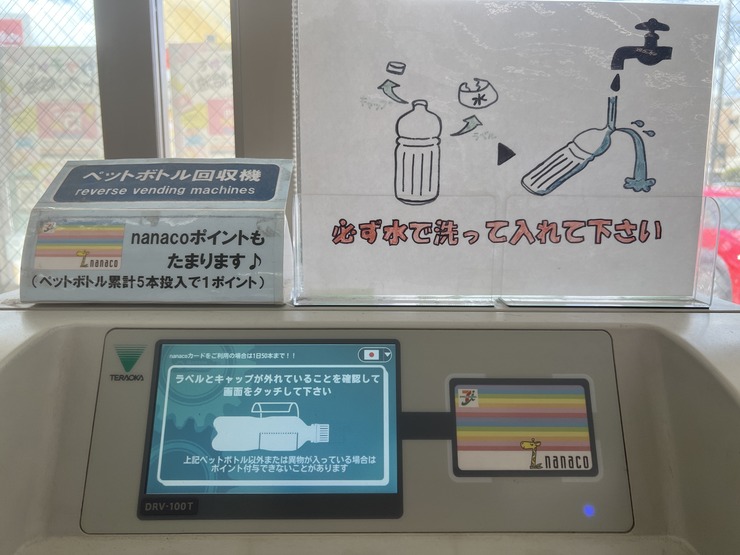 ペットボトル回収機
reverse vending machines
nanacoポイントも
たまります♪
(ペットボトル累計5本投入で1ポイント)
nanaco
キャップ
水
ラベル
必ず水で洗って入れて下さい
TERAOKA
nanacoカードをご利用の場合は1日50本まで！！
ラベルとキャップが外れていることを確認して
画面をタッチして下さい
上記ペットボトル以外または異物が入っている場合は
ポイント付与できないことがあります
DRV-100T
nanaco